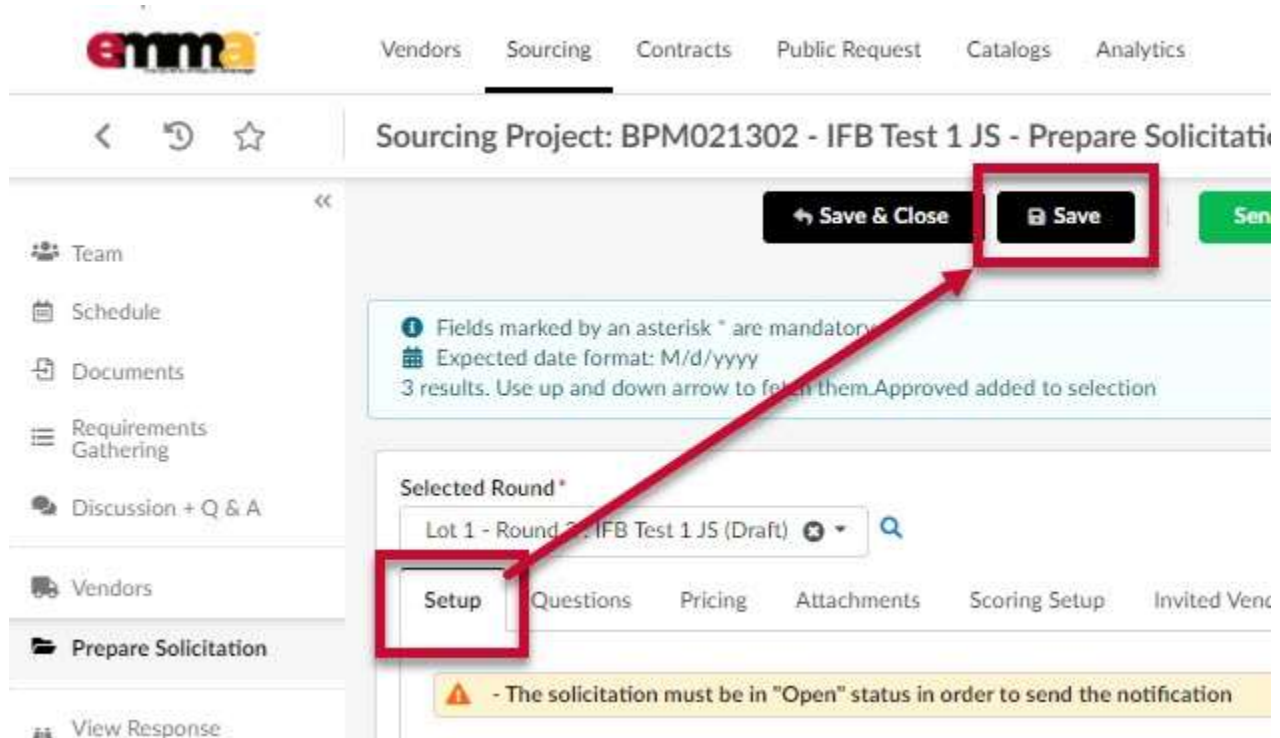 emma
Vendors Sourcing Contracts Public Request Catalogs Analytics
Sourcing Project: BPM021302 - IFB Test 1 JS - Prepare Solicitatio
Save & Close Save Sen
Team
Schedule
Documents
Requirements
Gathering
Discussion + Q & A
Vendors
Prepare Solicitation
View Response
Fields marked by an asterisk * are mandatory
Expected date format: M/d/yyyy
3 results. Use up and down arrow to fetch them.Approved added to selection
Selected Round*
Lot 1 - Round : IFB Test 1 JS (Draft)
Setup Questions Pricing Attachments Scoring Setup Invited Vend
- The solicitation must be in "Open" status in order to send the notification